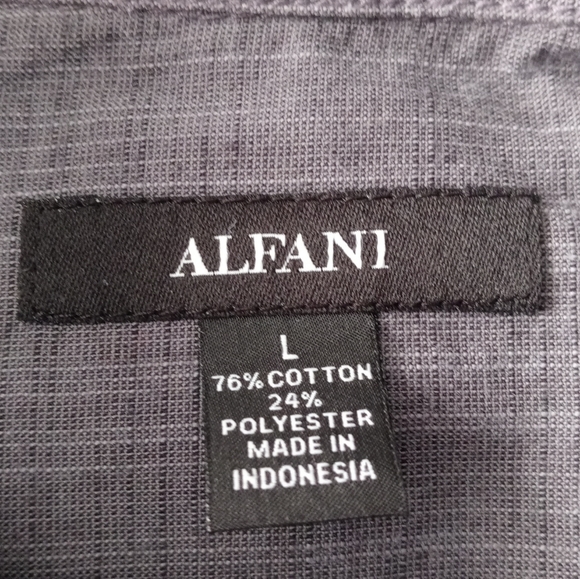 ALFANI
L
76% COTTON
24%
POLYESTER
MADE IN
INDONESIA